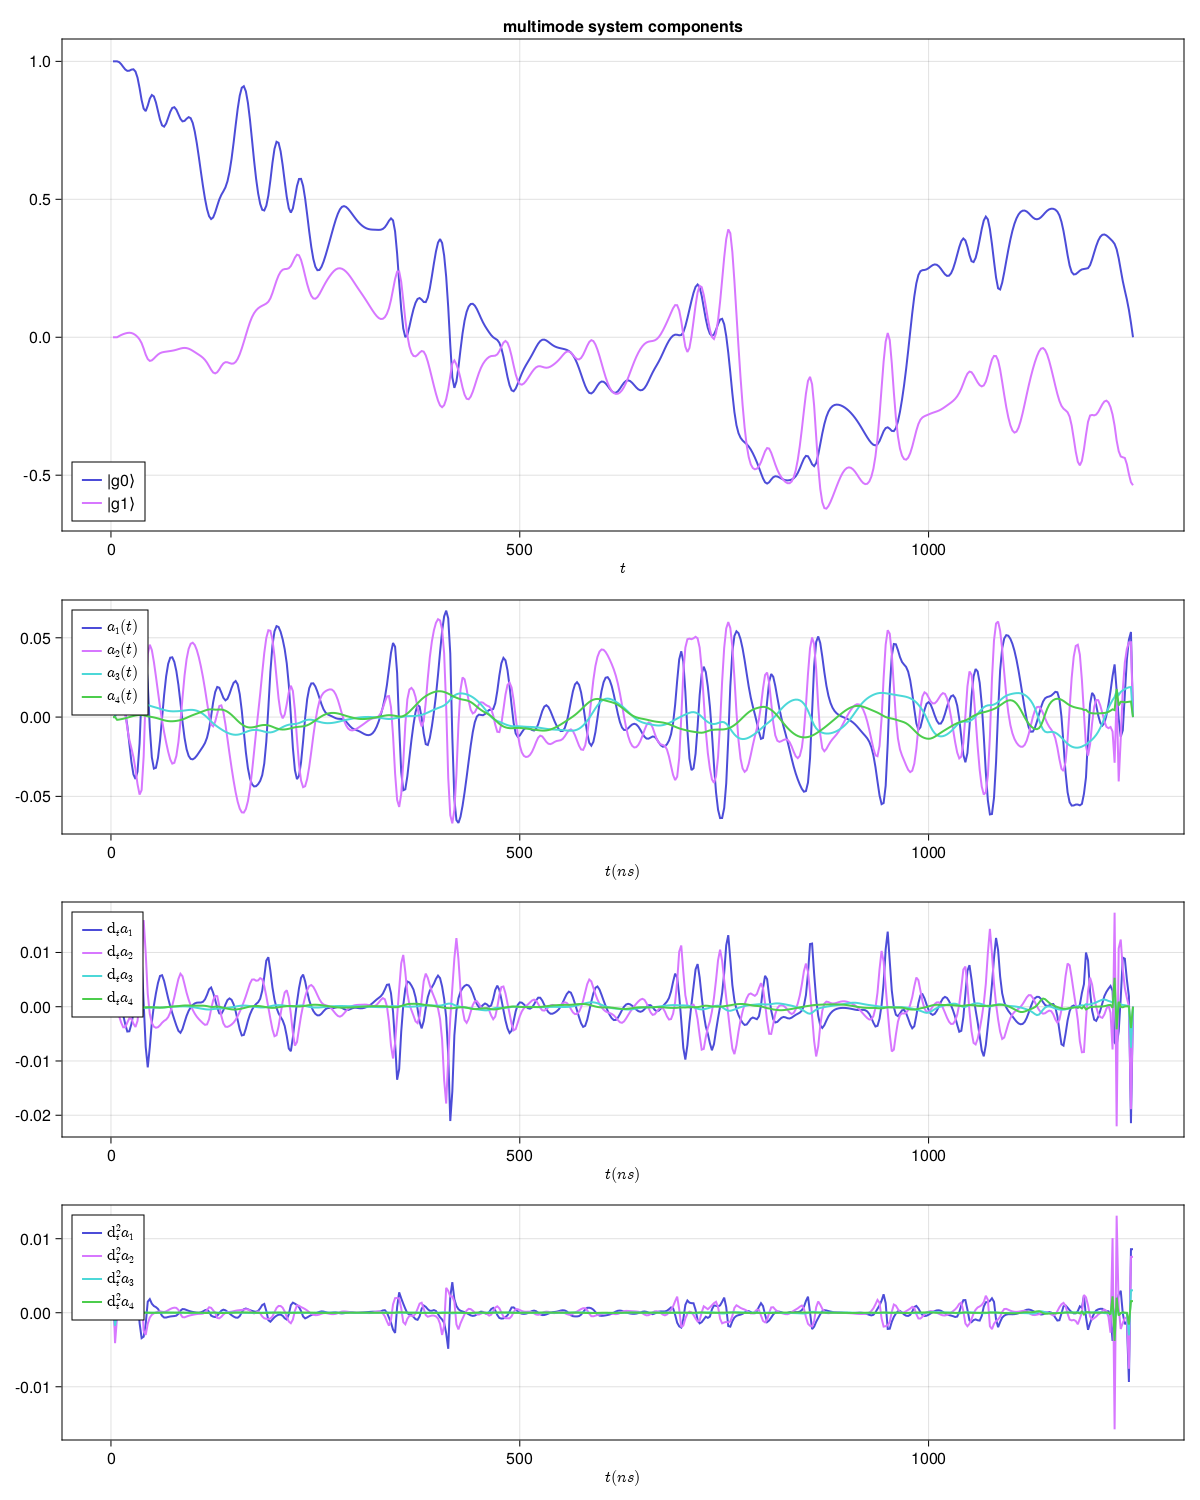 multimode system components
1.0
0.5
0.0
-0.5
|g0⟩
|g1⟩
0 500 1000
t
0.05
0.00
-0.05
a₁(t)
a₂(t)
a₃(t)
a₄(t)
0 500 1000
t(ns)
0.01
0.00
-0.01
-0.02
dₜa₁
dₜa₂
dₜa₃
dₜa₄
0 500 1000
t(ns)
0.01
0.00
-0.01
d²ₜa₁
d²ₜa₂
d²ₜa₃
d²ₜa₄
0 500 1000
t(ns)